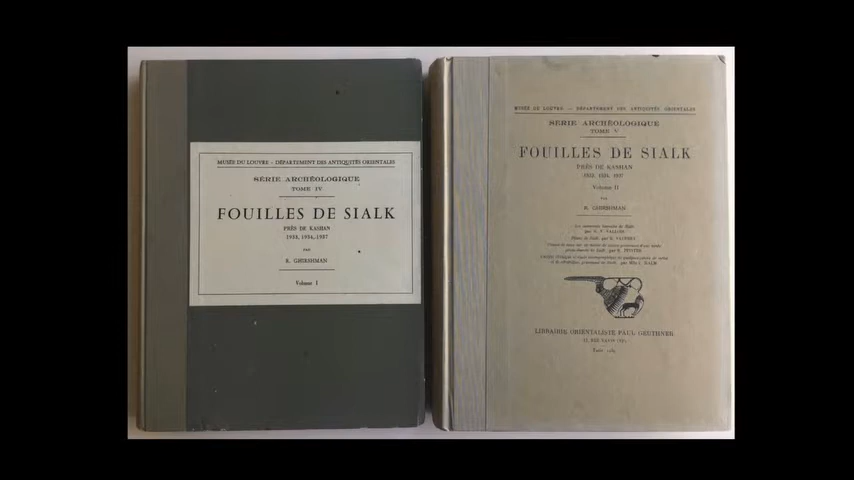 MUSÉE DU LOUVRE - DÉPARTEMENT DES ANTIQUITÉS ORIENTALES
SÉRIE ARCHÉOLOGIQUE
TOME IV
FOUILLES DE SIALK
PRÈS DE KASHAN
1933, 1934, 1937
PAR
R. GHIRSHMAN
Volume I
MUSÉE DU LOUVRE - DÉPARTEMENT DES ANTIQUITÉS ORIENTALES
SÉRIE ARCHÉOLOGIQUE
TOME V
FOUILLES DE SIALK
PRÈS DE KASHAN
1933, 1934, 1937
Volume II
PAR
R. GHIRSHMAN
LIBRAIRIE ORIENTALISTE PAUL GEUTHNER